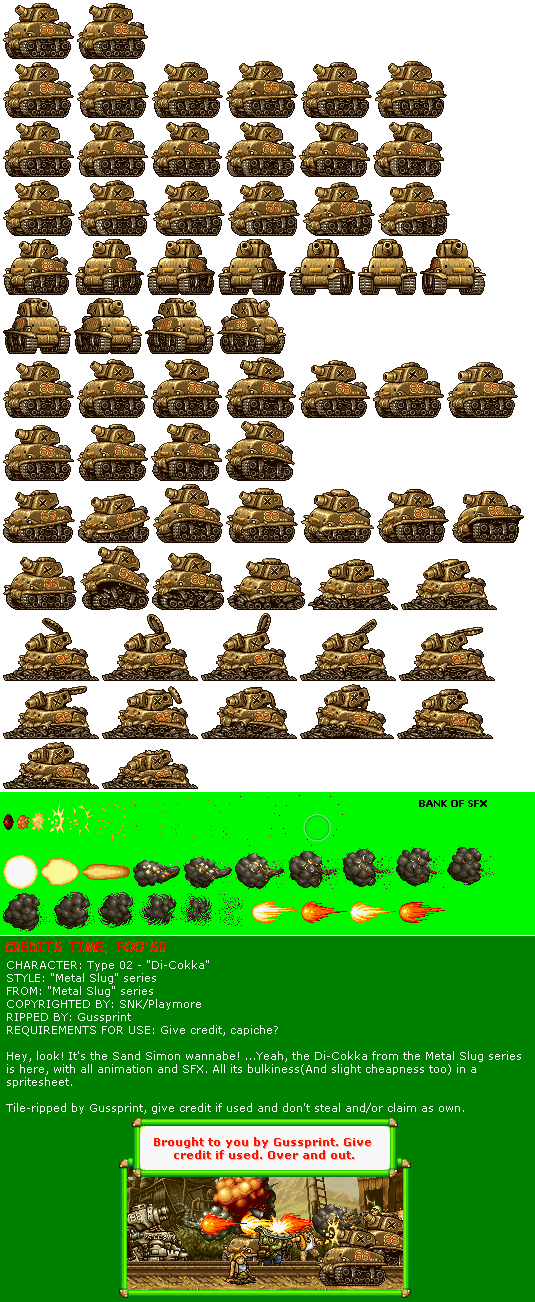 BANK OF SFX
CREDITS TIME, FOO'S!!
CHARACTER: Type 02 - "Di-Cokka"
STYLE: "Metal Slug" series
FROM: "Metal Slug" series
COPYRIGHTED BY: SNK/Playmore
RIPPED BY: Gussprint
REQUIREMENTS FOR USE: Give credit, capiche?
Hey, look! It's the Sand Simon wannabe! ...Yeah, the Di-Cokka from the Metal Slug series
is here, with all animation and SFX. All its bulkiness(And slight cheapness too) in a
spritesheet.
Tile-ripped by Gussprint, give credit if used and don't steal and/or claim as own.
Brought to you by Gussprint. Give
credit if used. Over and out.